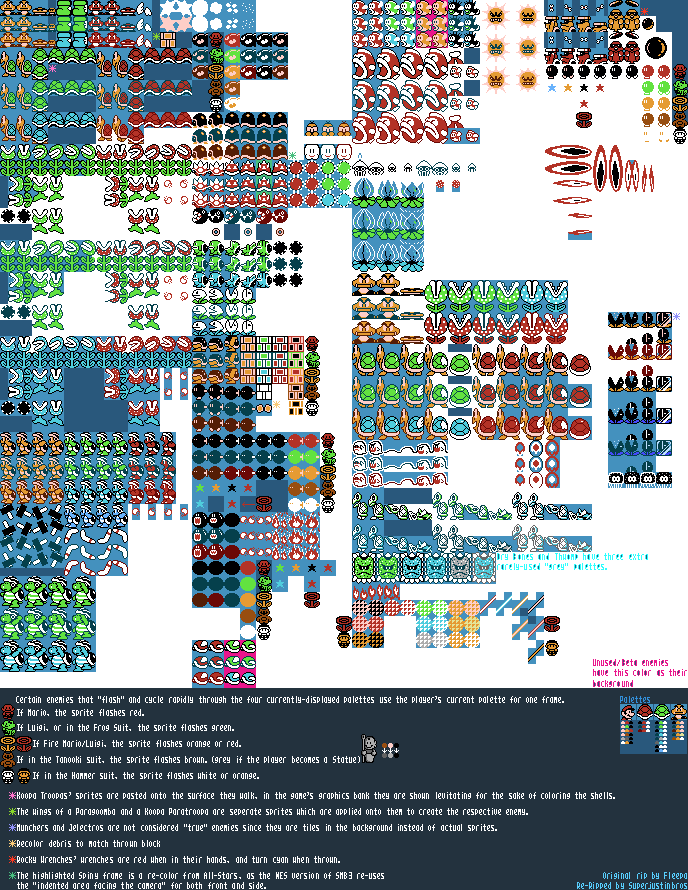 Dry Bones and Thwomp have three extra
rarely-used "grey" palettes.
Unused/Beta enemies
have this color as their
background
Certain enemies that "flash" and cycle rapidly through the four currently-displayed palettes use the player's current palette for one frame.
Palettes
If Mario, the sprite flashes red.
If Luigi, or in the Frog Suit, the sprite flashes green.
If Fire Mario/Luigi, the sprite flashes orange or red.
If in the Tanooki suit, the sprite flashes brown. (grey if the player becomes a Statue)
If in the Hammer suit, the sprite flashes white or orange.
Koopa Troopas' sprites are pasted onto the surface they walk. in the game's graphics bank they are shown levitating for the sake of coloring the shells.
The wings of a Paragoomba and a Koopa Paratroopa are seperate sprites which are applied onto them to create the respective enemy.
Munchers and Jelectros are not considered "true" enemies since they are tiles in the background instead of actual sprites.
Recolor debris to match thrown block
Rocky Wrenches' wrenches are red when in their hands, and turn cyan when thrown.
The highlighted Spiny frame is a re-color from All-Stars, as the NES version of SMB3 re-uses
the "indented area facing the camera" for both front and side.
Original rip by Fleepa
Re-Ripped by Superjustinbros